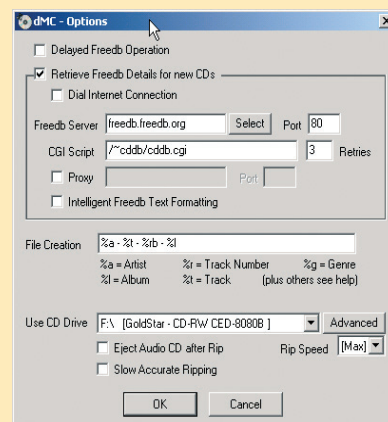 dMC - Options
Delayed Freedb Operation
Retrieve Freedb Details for new CDs
Dial Internet Connection
Freedb Server freedb.freedb.org Select Port 80
CGI Script /~cddb/cddb.cgi 3 Retries
Proxy Port
Intelligent Freedb Text Formatting
File Creation %a - %t - %rb - %l
%a = Artist %r = Track Number %g = Genre
%l = Album %t = Track (plus others see help)
Use CD Drive F:\ [GoldStar - CD-RW CED-8080B ] Advanced
Eject Audio CD after Rip Rip Speed [Max]
Slow Accurate Ripping
OK Cancel